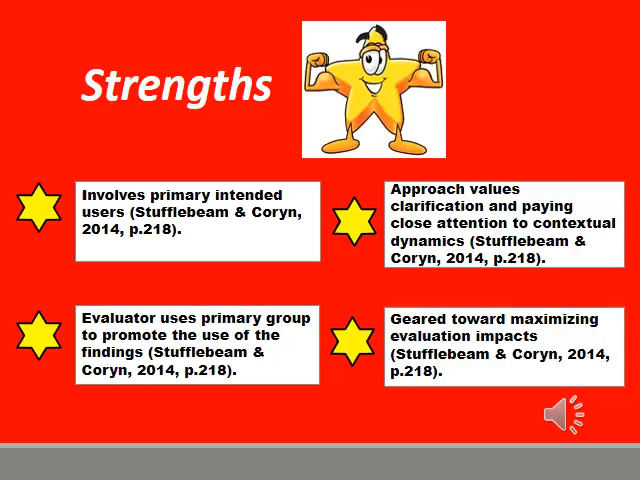 Strengths
Involves primary intended
users (Stufflebeam & Coryn,
2014, p.218).
Approach values
clarification and paying
close attention to contextual
dynamics (Stufflebeam &
Coryn, 2014, p.218).
Evaluator uses primary group
to promote the use of the
findings (Stufflebeam &
Coryn, 2014, p.218).
Geared toward maximizing
evaluation impacts
(Stufflebeam & Coryn, 2014,
p.218).